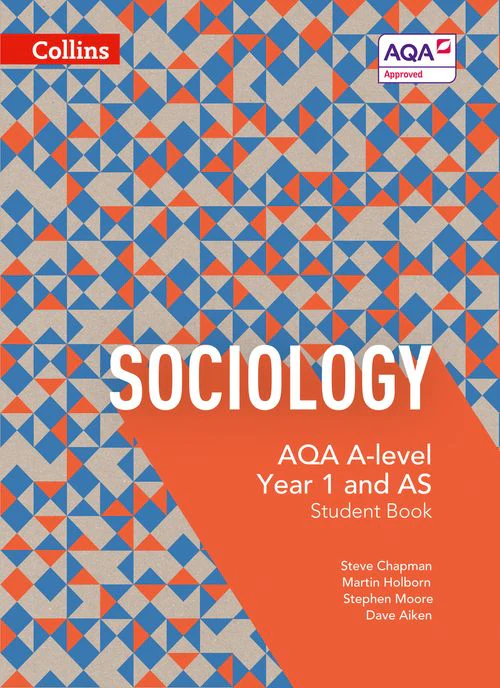 Collins
AQA
Approved
SOCIOLOGY
AQA A-level
Year 1 and AS
Student Book
Steve Chapman
Martin Holborn
Stephen Moore
Dave Aiken